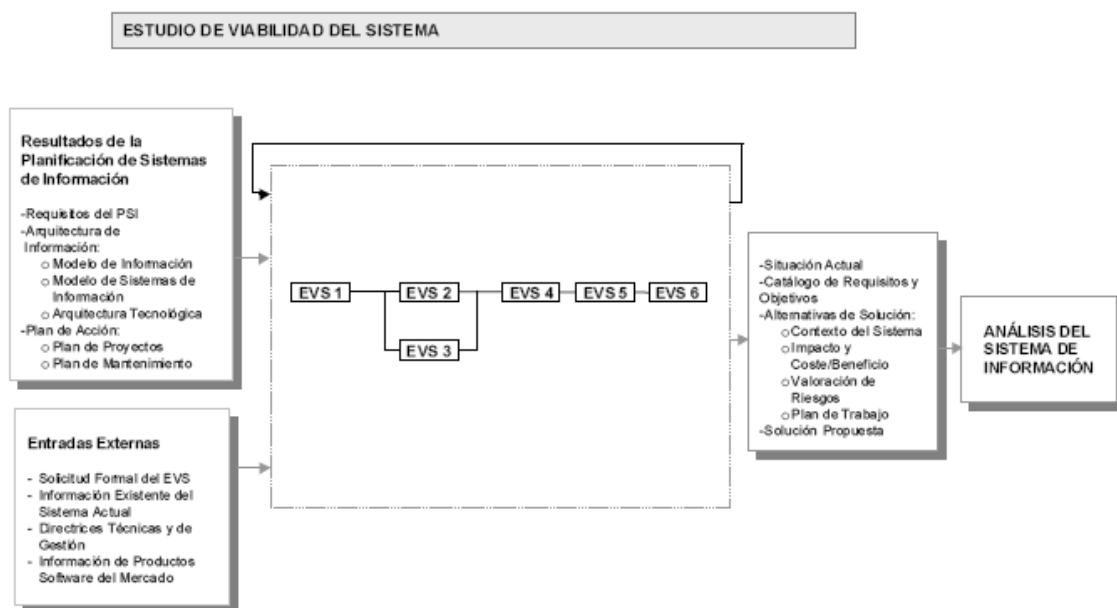 ESTUDIO DE VIABILIDAD DEL SISTEMA
Resultados de la
Planificación de Sistemas
de Información
-Requisitos del PSI
-Arquitectura de
Información:
o Modelo de Información
o Modelo de Sistemas de
Información
o Arquitectura Tecnológica
-Plan de Acción:
o Plan de Proyectos
o Plan de Mantenimiento
Entradas Externas
- Solicitud Formal del EVS
- Información Existente del
Sistema Actual
- Directrices Técnicas y de
Gestión
- Información de Productos
Software del Mercado
EVS 1
EVS 2
EVS 3
EVS 4
EVS 5
EVS 6
-Situación Actual
-Catálogo de Requisitos y
Objetivos
-Alternativas de Solución:
o Contexto del Sistema
o Impacto y
Coste/Beneficio
o Valoración de
Riesgos
o Plan de Trabajo
-Solución Propuesta
ANÁLISIS DEL
SISTEMA DE
INFORMACIÓN